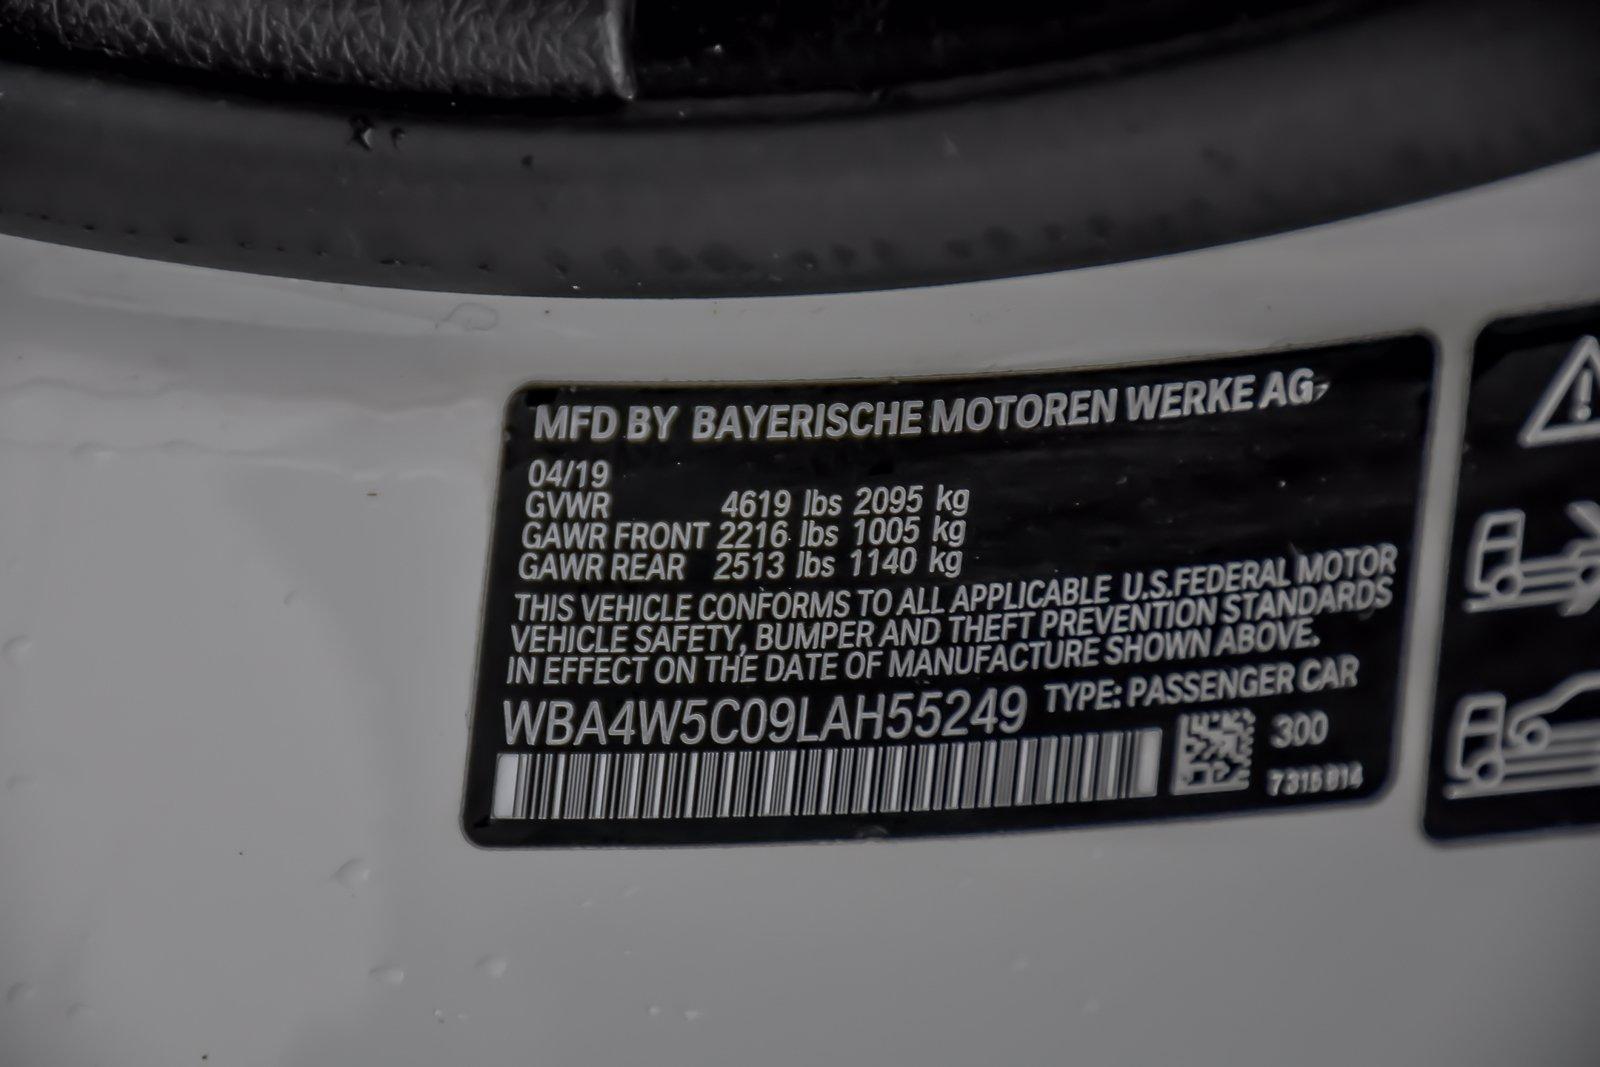 MFD BY BAYERISCHE MOTOREN WERKE AG
04/19
GVWR 4619 lbs 2095 kg
GAWR FRONT 2216 lbs 1005 kg
GAWR REAR 2513 lbs 1140 kg
THIS VEHICLE CONFORMS TO ALL APPLICABLE U.S.FEDERAL MOTOR
VEHICLE SAFETY, BUMPER AND THEFT PREVENTION STANDARDS
IN EFFECT ON THE DATE OF MANUFACTURE SHOWN ABOVE.
WBA4W5C09LAH55249 TYPE: PASSENGER CAR
300